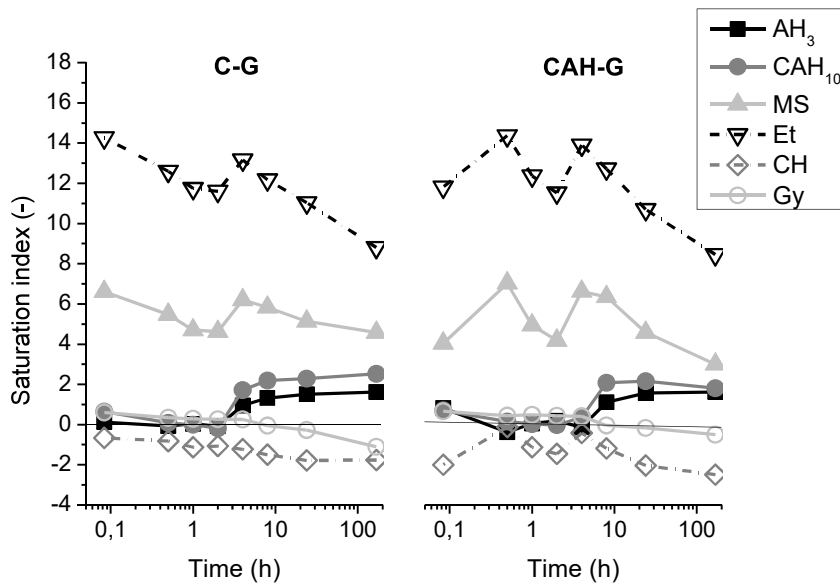 C-G
CAH-G
AH₃
CAH₁₀
MS
Et
CH
Gy
Saturation index (-)
18
16
14
12
10
8
6
4
2
0
-2
-4
0,1 1 10 100
0,1 1 10 100
Time (h)
Time (h)